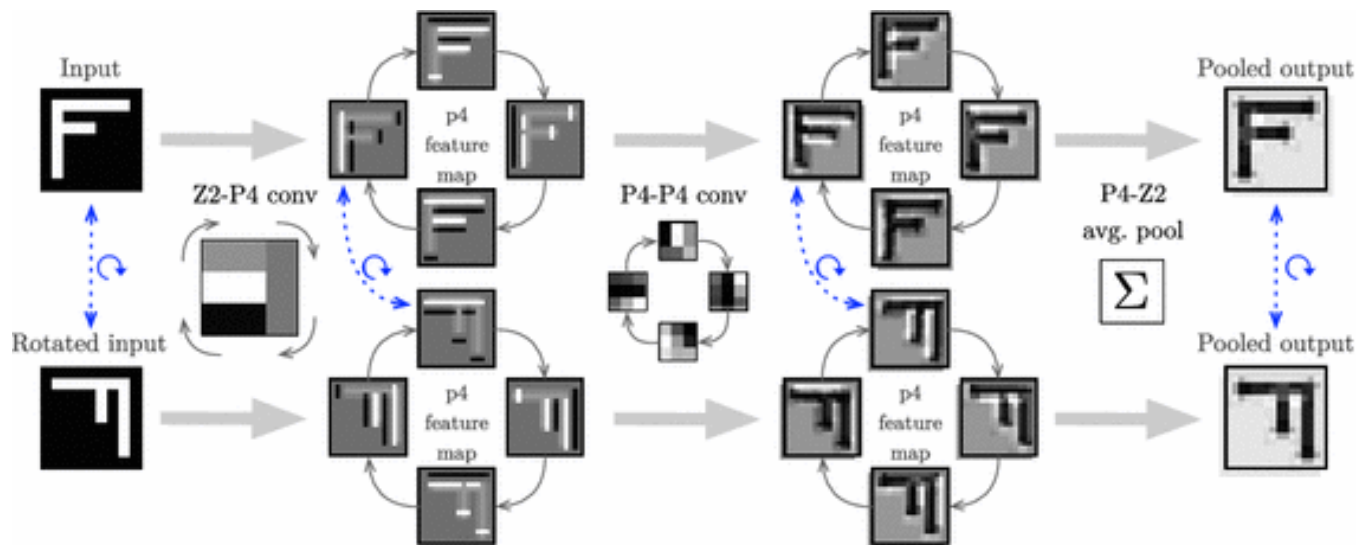 Input
Z2-P4 conv
Rotated input
p4
feature
map
p4
feature
map
P4-P4 conv
p4
feature
map
p4
feature
map
P4-Z2
avg. pool
Σ
Pooled output
Pooled output